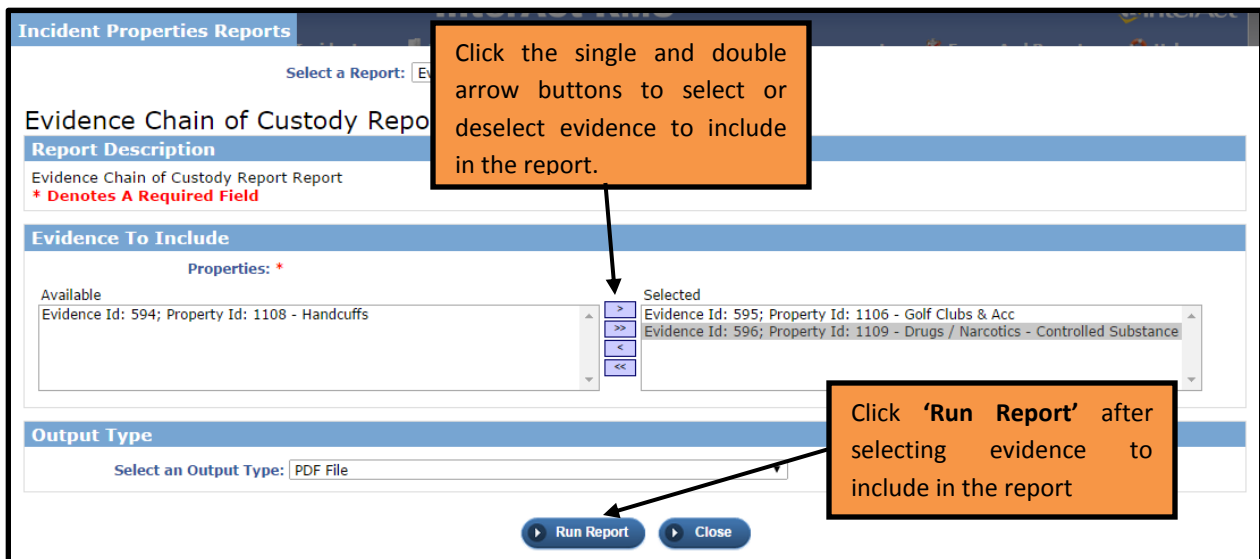 Incident Properties Reports
Select a Report:
Click the single and double
arrow buttons to select or
deselect evidence to include
in the report.
Evidence Chain of Custody Repo
Report Description
Evidence Chain of Custody Report Report
* Denotes A Required Field
Evidence To Include
Properties: *
Available
Selected
Evidence Id: 594; Property Id: 1108 - Handcuffs
>
>>
<
<<
Evidence Id: 595; Property Id: 1106 - Golf Clubs & Acc
Evidence Id: 596; Property Id: 1109 - Drugs / Narcotics - Controlled Substance
Click 'Run Report' after
selecting evidence to
include in the report
Output Type
Select an Output Type: PDF File
Run Report
Close